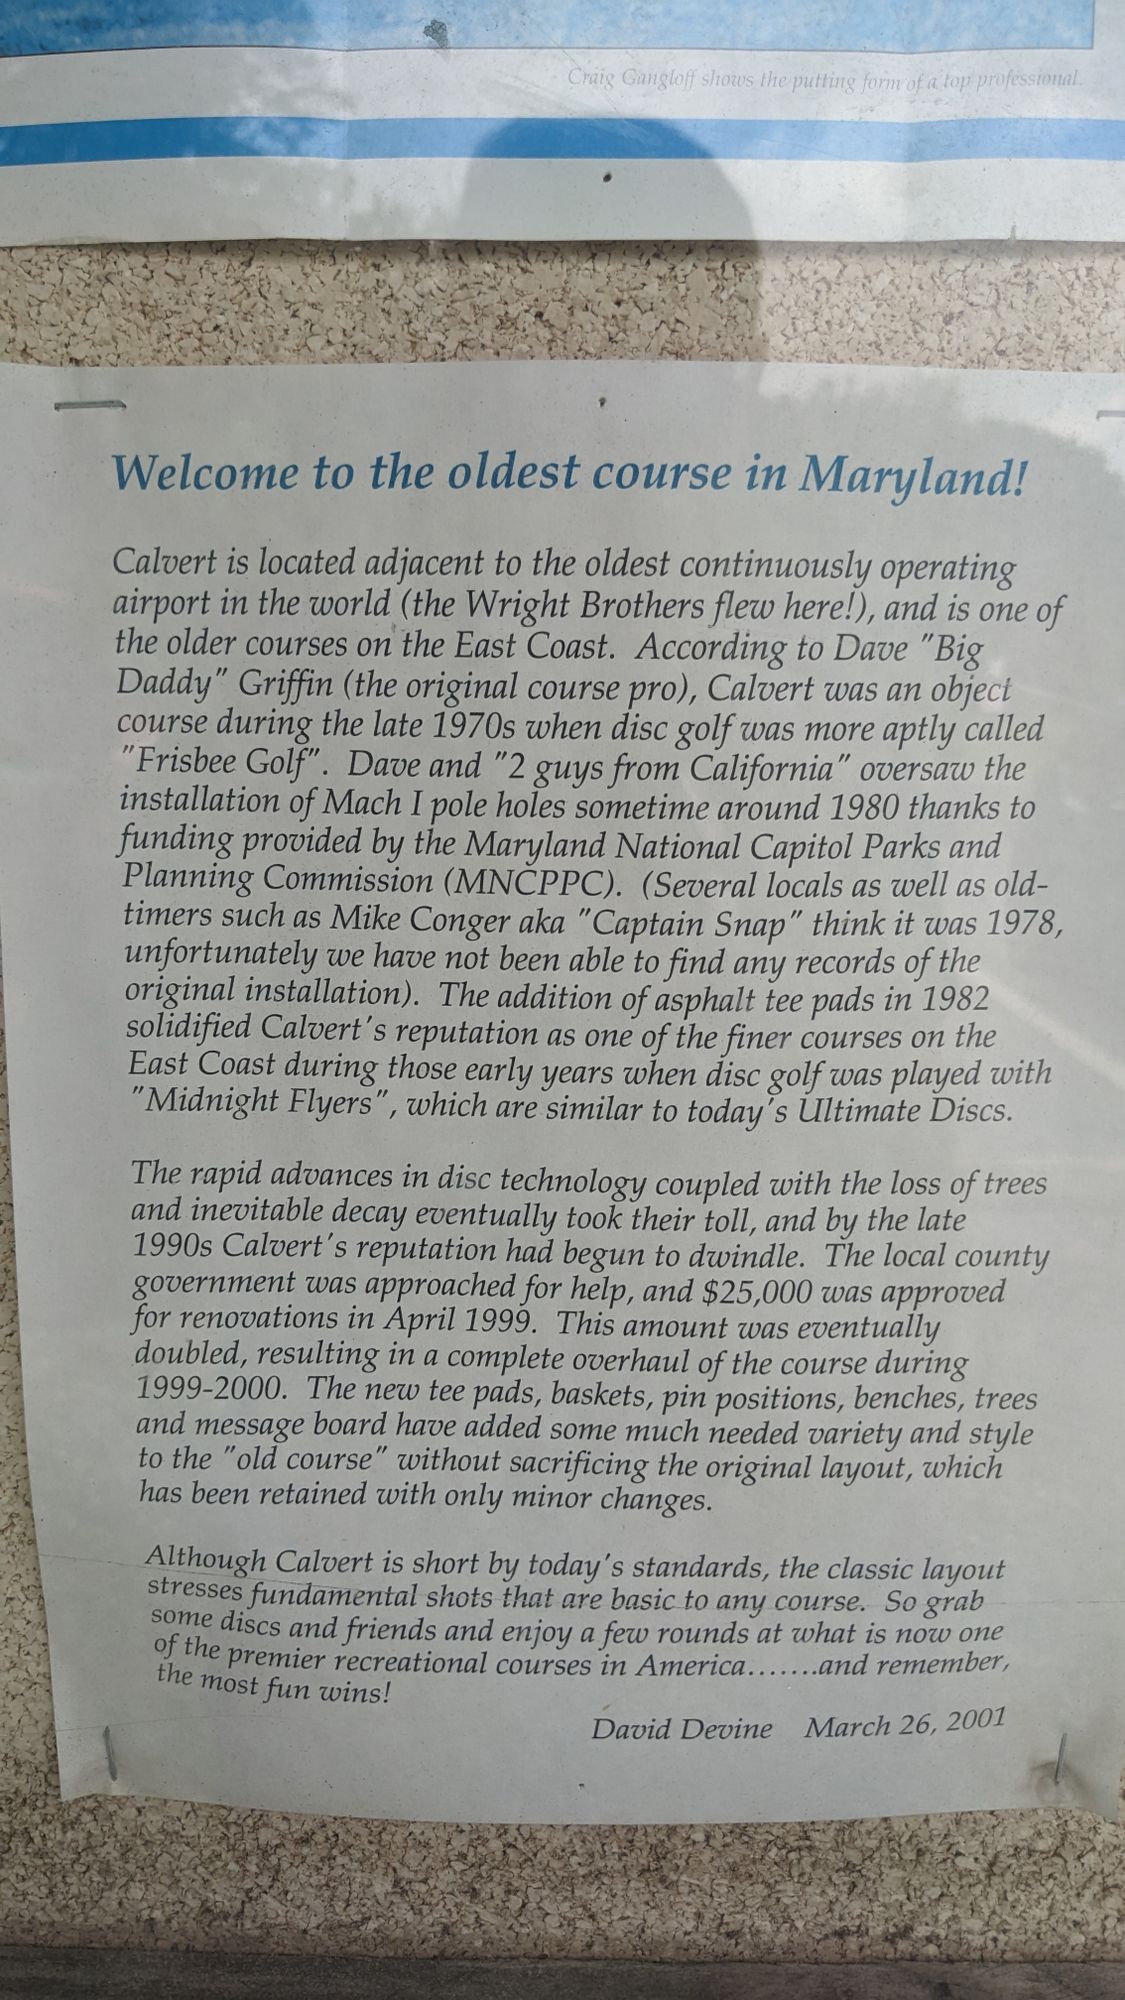 Craig Gangloff shows the putting form of a top professional.
Welcome to the oldest course in Maryland!
Calvert is located adjacent to the oldest continuously operating
airport in the world (the Wright Brothers flew here!), and is one of
the older courses on the East Coast.  According to Dave "Big
Daddy" Griffin (the original course pro), Calvert was an object
course during the late 1970s when disc golf was more aptly called
"Frisbee Golf".  Dave and "2 guys from California" oversaw the
installation of Mach I pole holes sometime around 1980 thanks to
funding provided by the Maryland National Capitol Parks and
Planning Commission (MNCPPC).  (Several locals as well as old-
timers such as Mike Conger aka "Captain Snap" think it was 1978,
unfortunately we have not been able to find any records of the
original installation).  The addition of asphalt tee pads in 1982
solidified Calvert's reputation as one of the finer courses on the
East Coast during those early years when disc golf was played with
"Midnight Flyers", which are similar to today's Ultimate Discs.
The rapid advances in disc technology coupled with the loss of trees
and inevitable decay eventually took their toll, and by the late
1990s Calvert's reputation had begun to dwindle.  The local county
government was approached for help, and $25,000 was approved
for renovations in April 1999.  This amount was eventually
doubled, resulting in a complete overhaul of the course during
1999-2000.  The new tee pads, baskets, pin positions, benches, trees
and message board have added some much needed variety and style
to the "old course" without sacrificing the original layout, which
has been retained with only minor changes.
Although Calvert is short by today's standards, the classic layout
stresses fundamental shots that are basic to any course.  So grab
some discs and friends and enjoy a few rounds at what is now one
of the premier recreational courses in America.......and remember,
the most fun wins!
David Devine    March 26, 2001